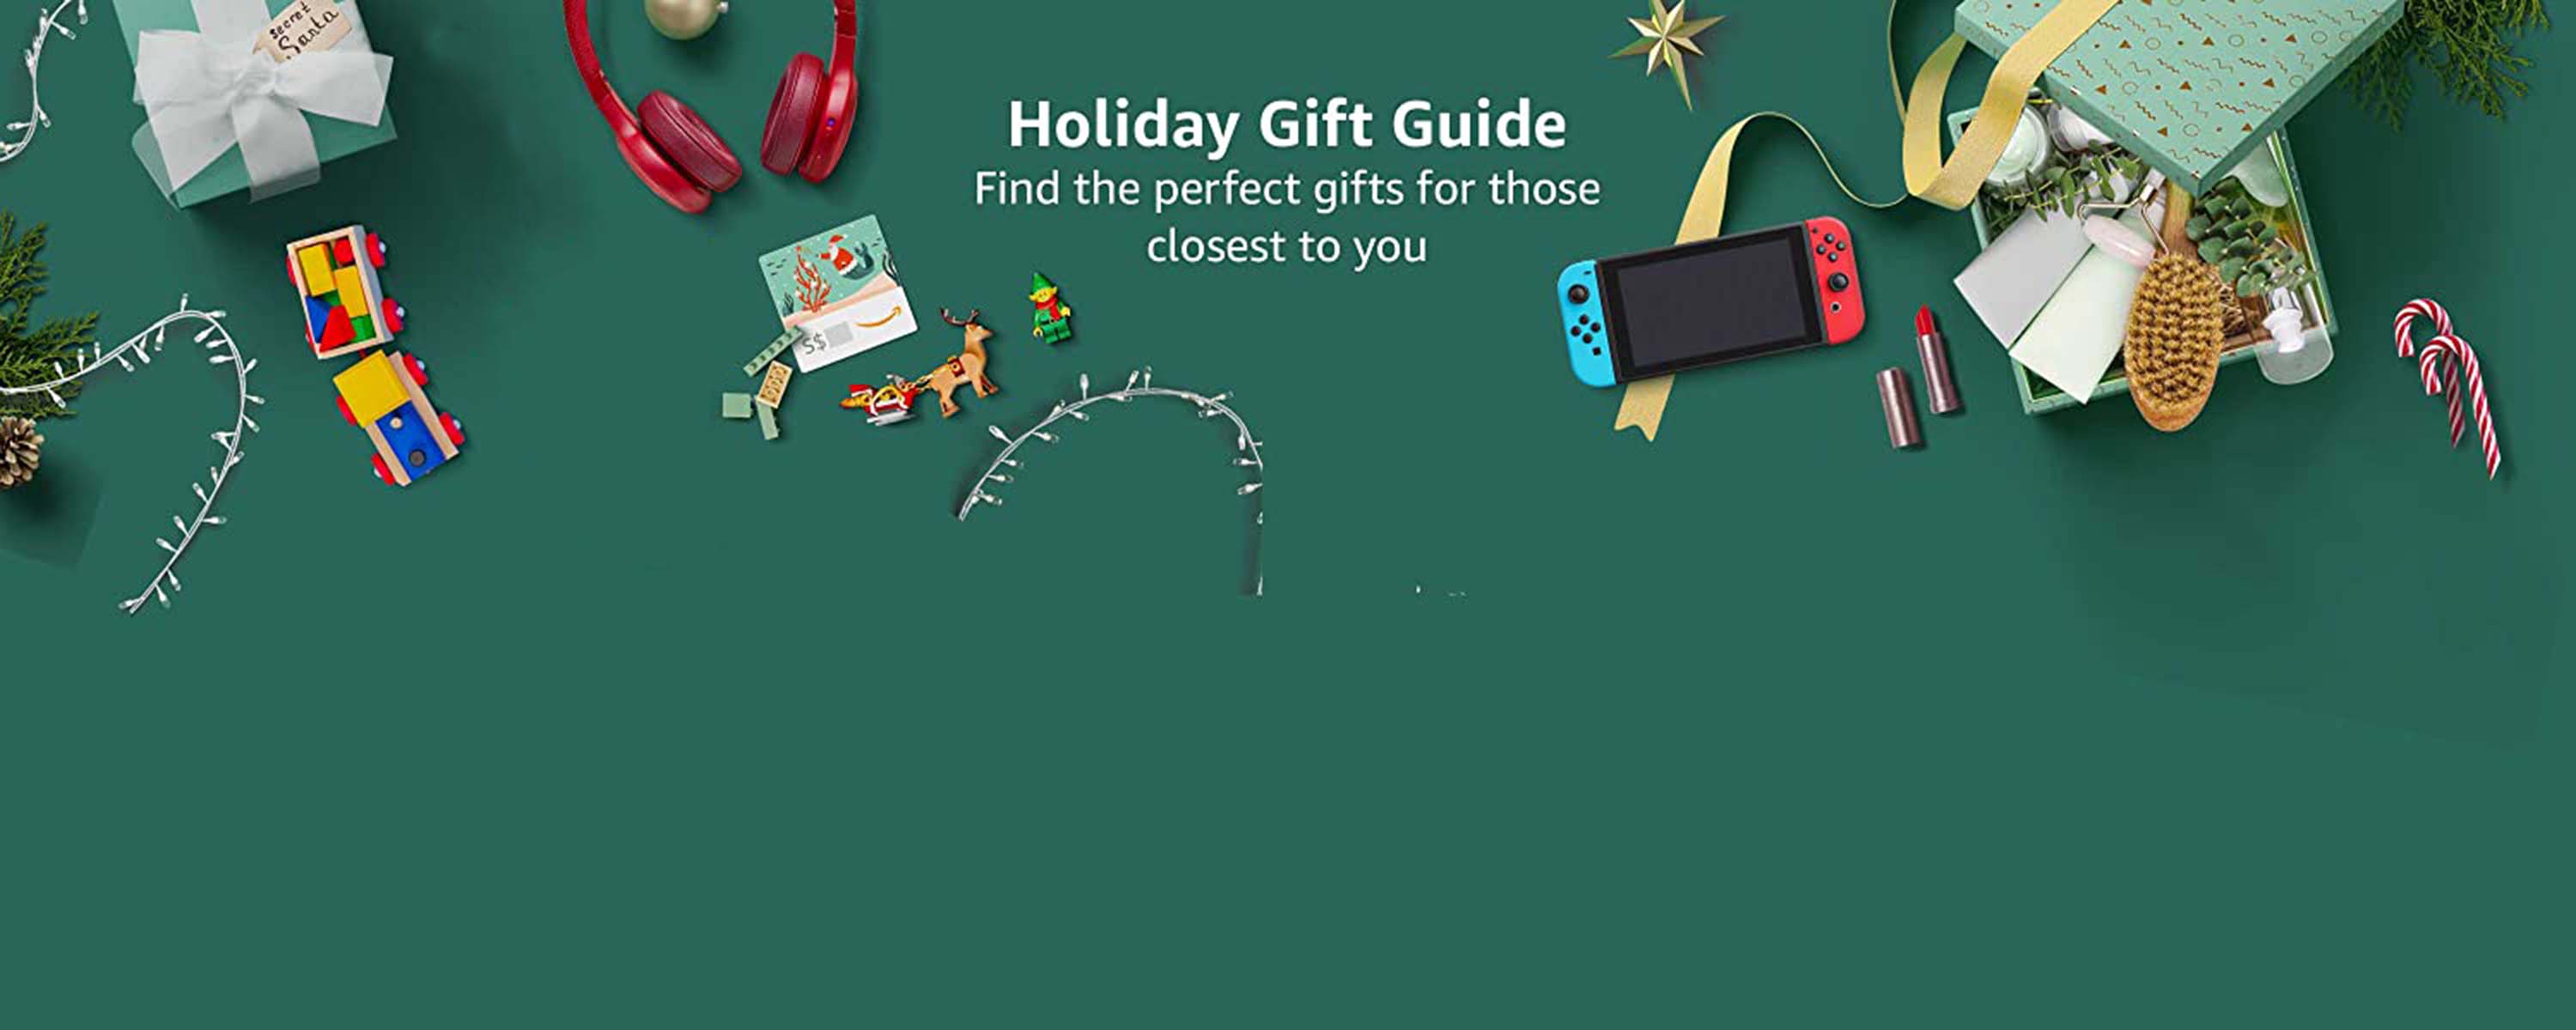 secret
Santa
Holiday Gift Guide
Find the perfect gifts for those
closest to you
S$